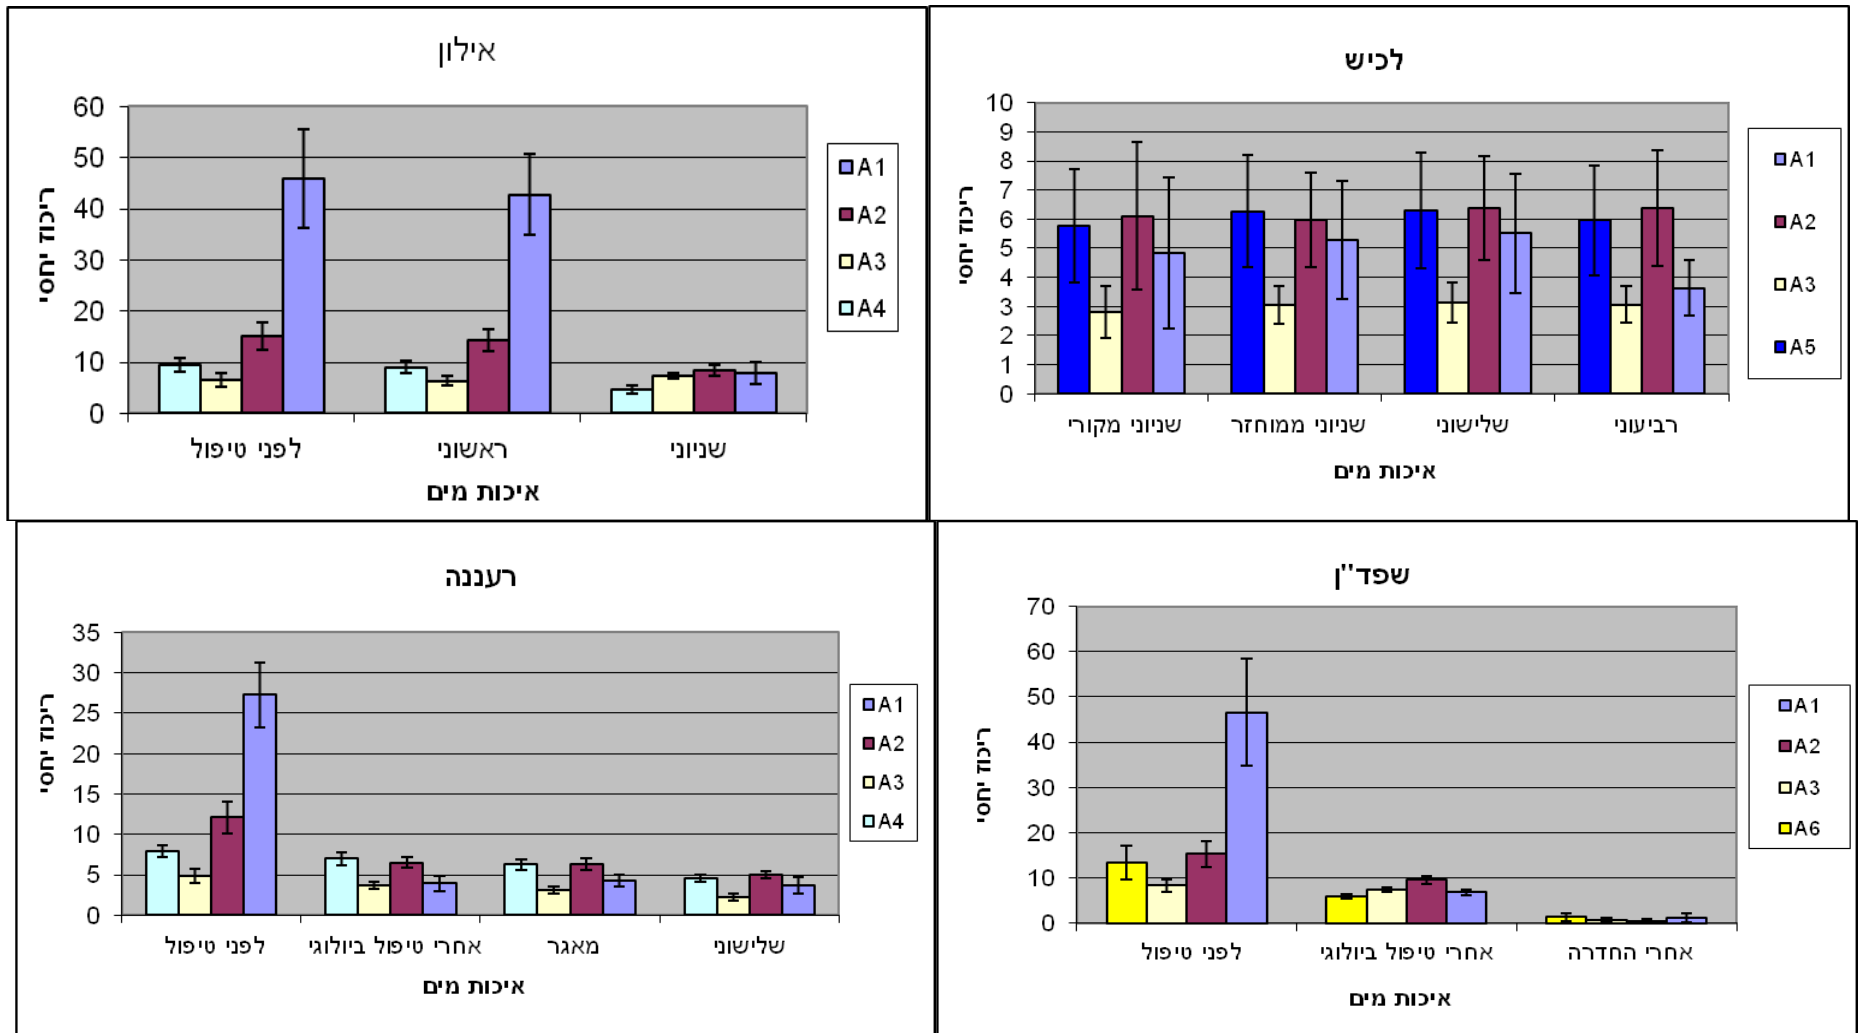 אילון
60
50
40
30
20
10
0
ריכוז יחסי
לפני טיפול
ראשוני
שניוני
איכות מים
A1
A2
A3
A4
לכיש
10
9
8
7
6
5
4
3
2
1
0
ריכוז יחסי
שניוני מקורי
שניוני ממוחזר
שלישוני
רביעוני
איכות מים
A1
A2
A3
A5
רעננה
35
30
25
20
15
10
5
0
ריכוז יחסי
לפני טיפול
אחרי טיפול ביולוגי
מאגר
שלישוני
איכות מים
A1
A2
A3
A4
שפד"ן
70
60
50
40
30
20
10
0
ריכוז יחסי
לפני טיפול
אחרי טיפול ביולוגי
אחרי החדרה
איכות מים
A1
A2
A3
A6